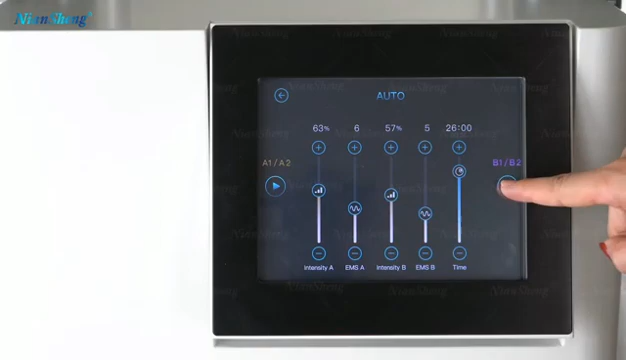 NianSheng®
AUTO
63% 6 57% 5 26:00
A1/A2
B1/B2
Intensity A EMS A Intensity B EMS B Time